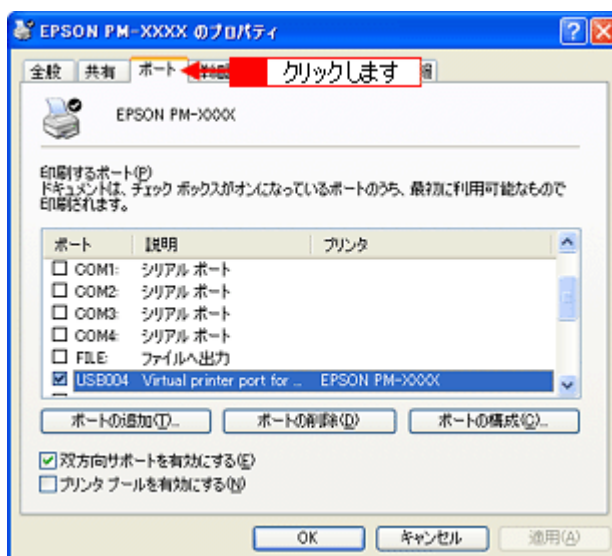 EPSON PM-XXXX のプロパティ
全般 共有 ポート クリックします
EPSON PM-XXXX
印刷するポート(P)
ドキュメントは、チェック ボックスがオンになっているポートのうち、最初に利用可能なもので
印刷されます。
ポート 説明 プリンタ
COM1: シリアル ポート
COM2: シリアル ポート
COM3: シリアル ポート
COM4: シリアル ポート
FILE: ファイルへ出力
USB004 Virtual printer port for ... EPSON PM-XXXX
ポートの追加(T)... ポートの削除(D) ポートの構成(C)...
双方向サポートを有効にする(E)
プリンタ プールを有効にする(N)
OK キャンセル 適用(A)